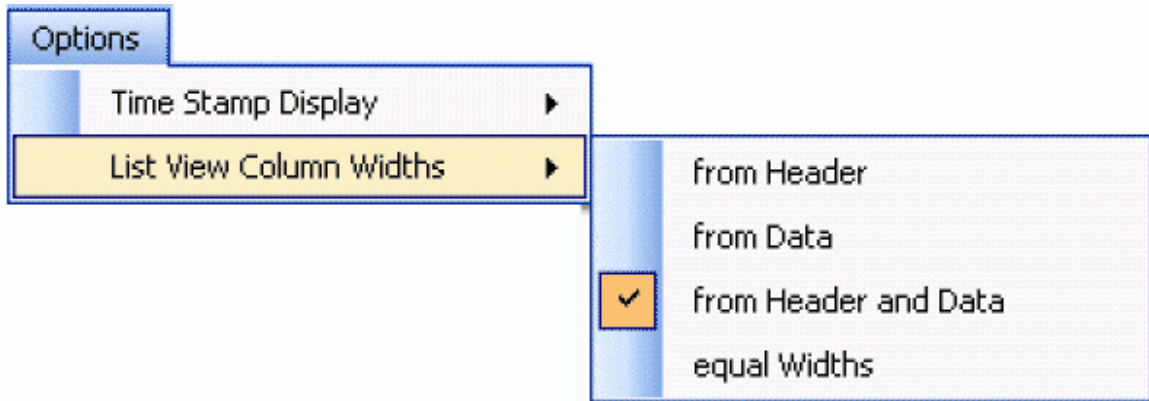 Options
Time Stamp Display
List View Column Widths
from Header
from Data
from Header and Data
equal Widths